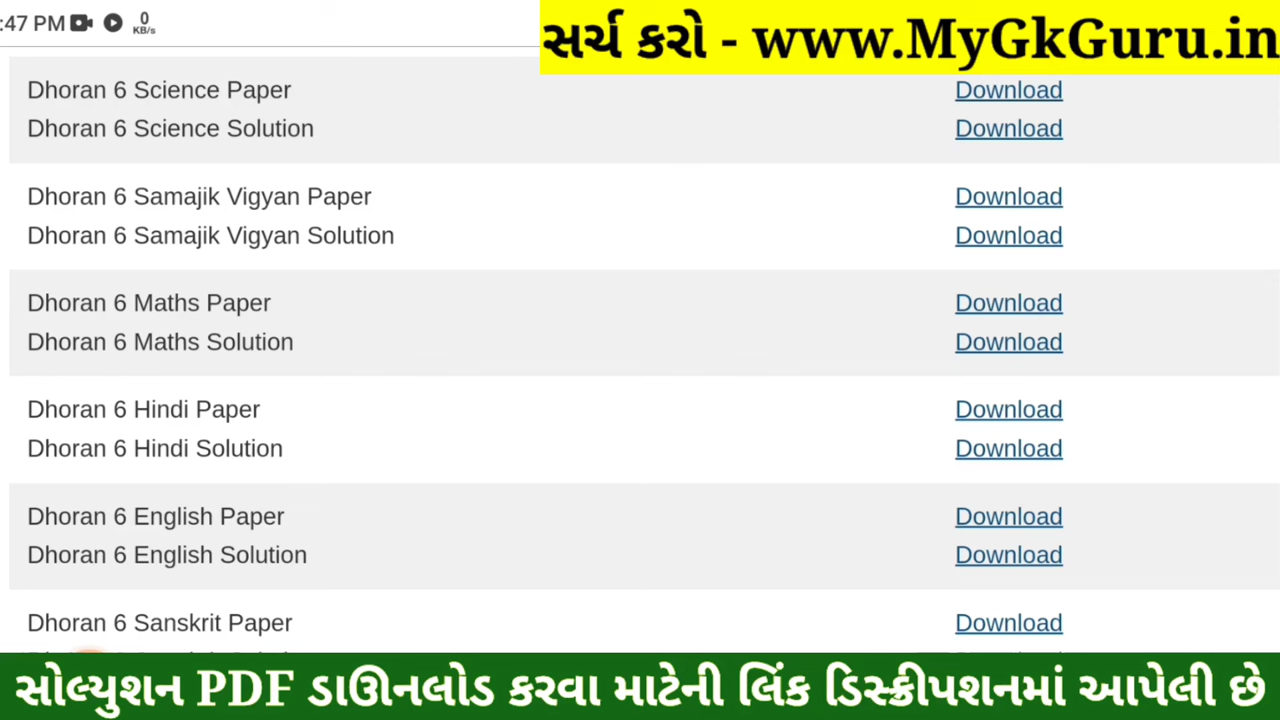 :47 PM 0 KB/s
સર્ચ કરો - www.MyGkGuru.in
Dhoran 6 Science Paper Download
Dhoran 6 Science Solution Download
Dhoran 6 Samajik Vigyan Paper Download
Dhoran 6 Samajik Vigyan Solution Download
Dhoran 6 Maths Paper Download
Dhoran 6 Maths Solution Download
Dhoran 6 Hindi Paper Download
Dhoran 6 Hindi Solution Download
Dhoran 6 English Paper Download
Dhoran 6 English Solution Download
Dhoran 6 Sanskrit Paper Download
સોલ્યુશન PDF ડાઊનલોડ કરવા માટેની લિંક ડિસ્ક્રીપશનમાં આપેલી છે